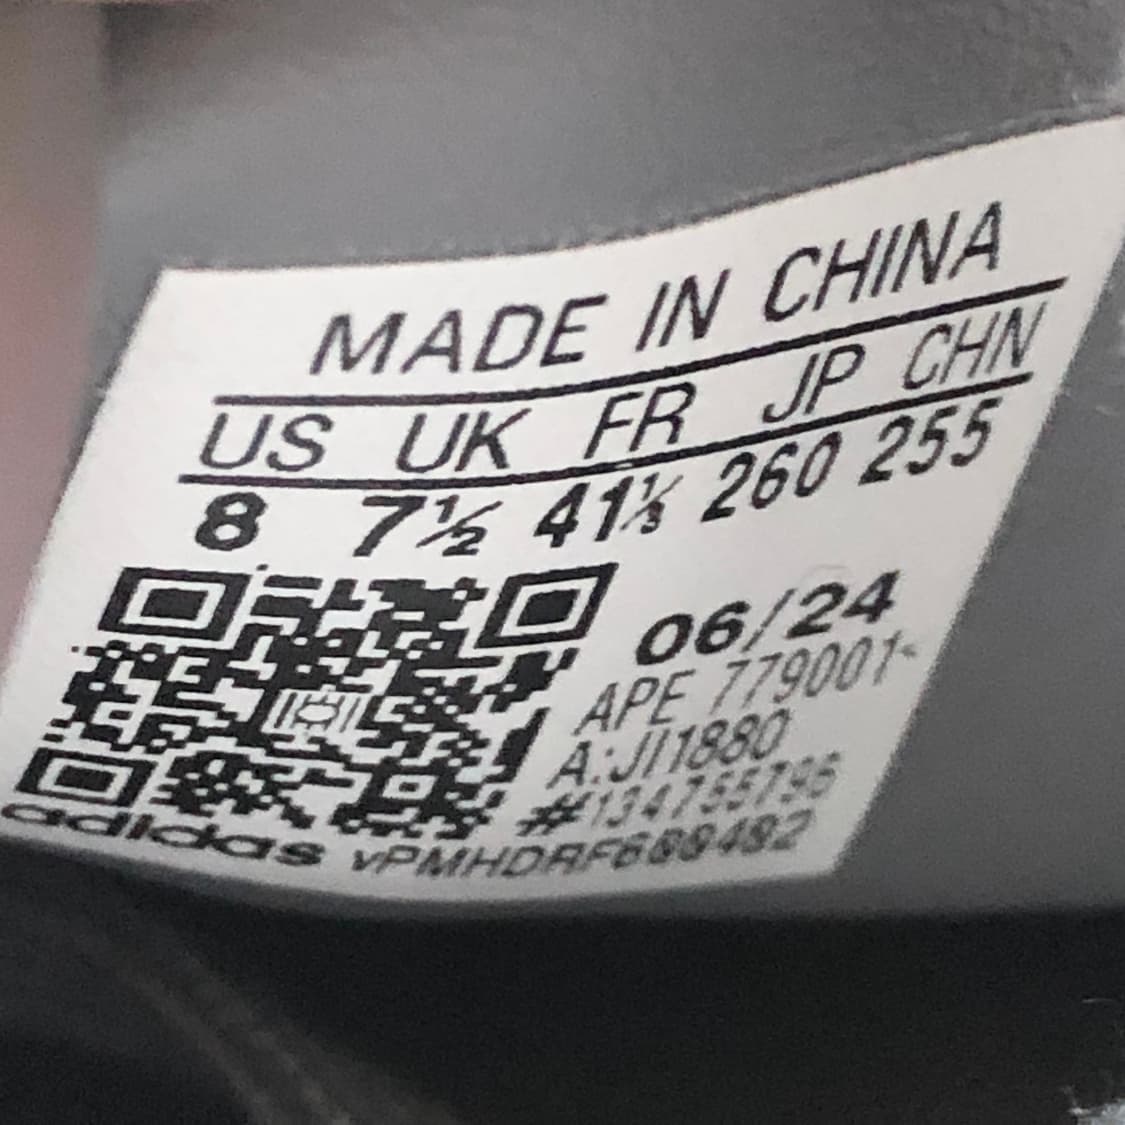 MADE IN CHINA
US UK FR JP CHN
8 7½ 41⅓ 260 255
06/24
APE 779001
A:JI1880
#134755796
adidas